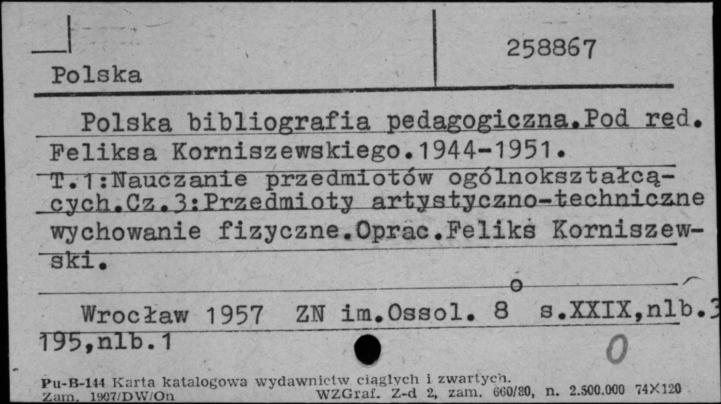 258867
Polska
Polska bibliografia pedagogiczna.Pod red.
Feliksa Korniszewskiego.1944-1951.
T.1:Nauczanie przedmiotów ogólnokształcą-
cych.Cz.3:Przedmioty artystyczno-techniczne
wychowanie fizyczne.Oprac.Feliks Korniszew-
ski.
Wrocław 1957 ZN im.Ossol. 8° s.XXIX,nlb.3
195,nlb.1
0
Pu-B-144 Karta katalogowa wydawnictw ciągłych i zwartych.
Zam. 1907/DW/On WZGraf. Z-d 2, zam. 660/80, n. 2.500.000 74×120